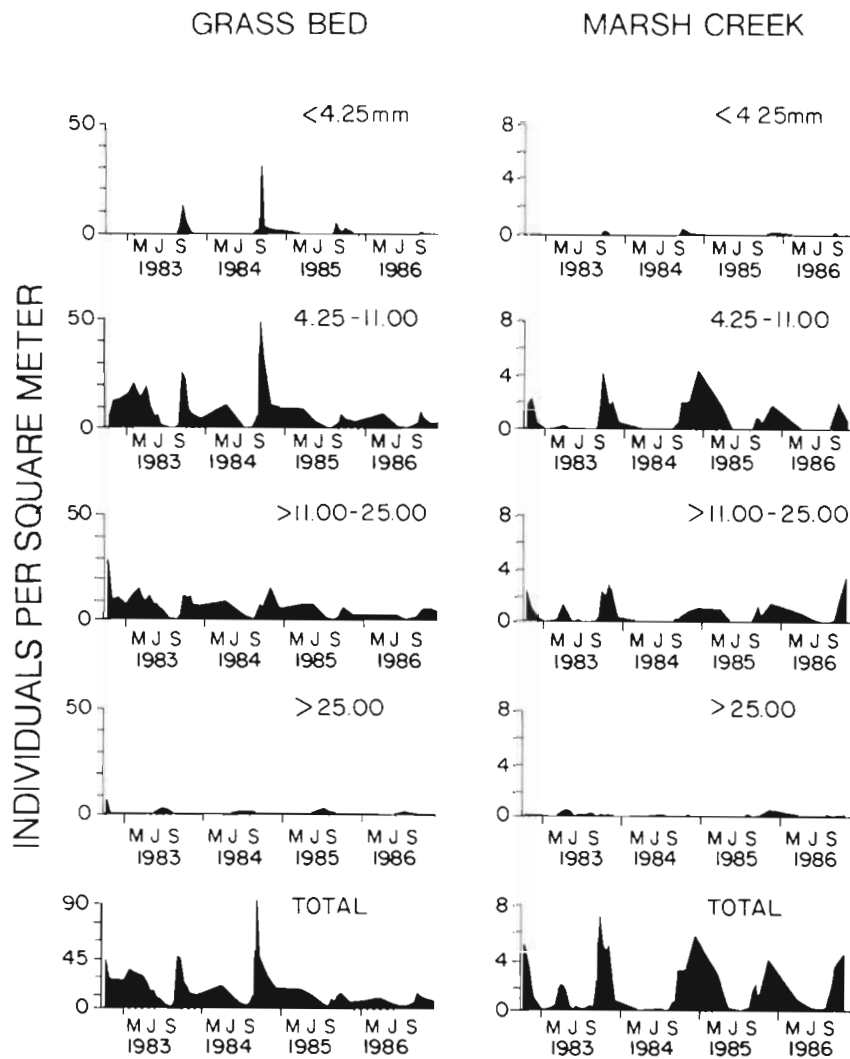 GRASS BED
MARSH CREEK
INDIVIDUALS PER SQUARE METER
<4.25mm
50
0
M J S M J S M J S M J S
1983 1984 1985 1986
<4 25mm
8
4
0
M J S M J S M J S M J S
1983 1984 1985 1986
4.25-11.00
50
0
M J S M J S M J S M J S
1983 1984 1985 1986
4.25-11.00
8
4
0
M J S M J S M J S M J S
1983 1984 1985 1986
>11.00-25.00
50
0
M J S M J S M J S M J S
1983 1984 1985 1986
>11.00-25.00
8
4
0
M J S M J S M J S M J S
1983 1984 1985 1986
>25.00
50
0
M J S M J S M J S M J S
1983 1984 1985 1986
>25.00
8
4
0
M J S M J S M J S M J S
1983 1984 1985 1986
TOTAL
90
45
0
M J S M J S M J S M J S
1983 1984 1985 1986
TOTAL
8
4
0
M J S M J S M J S M J S
1983 1984 1985 1986